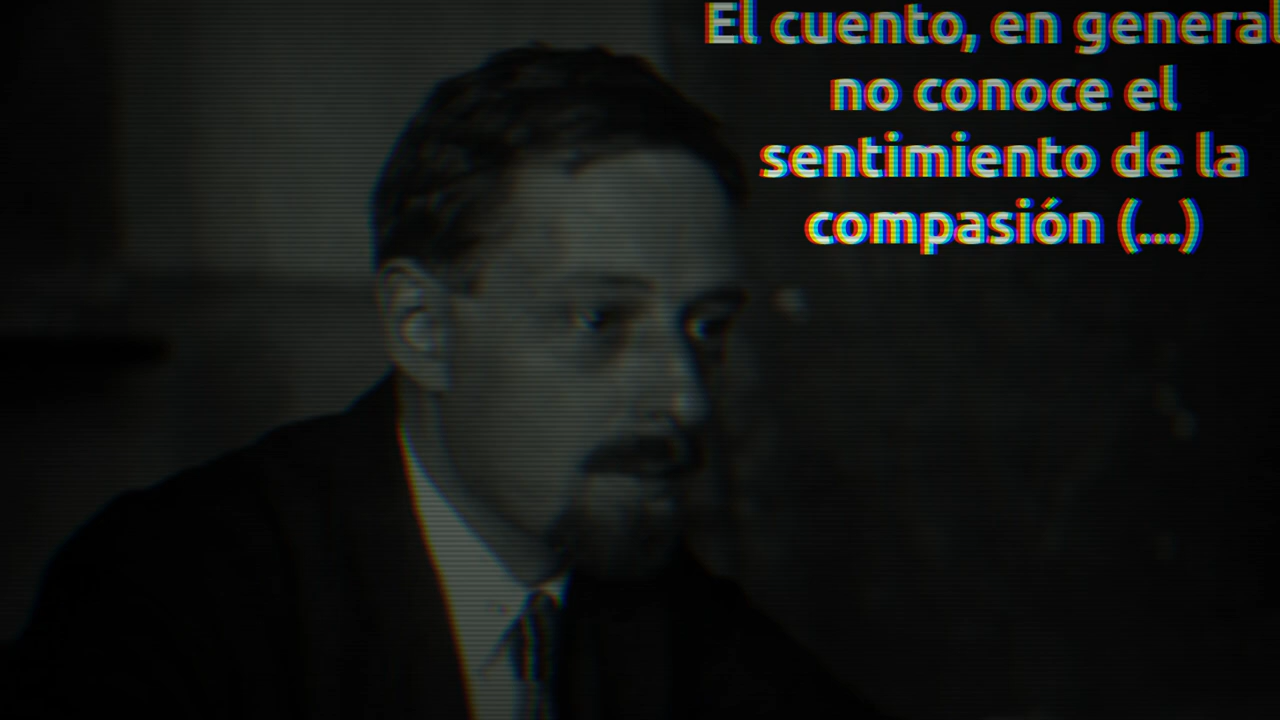 El cuento, en general
no conoce el
sentimiento de la
compasión (...)